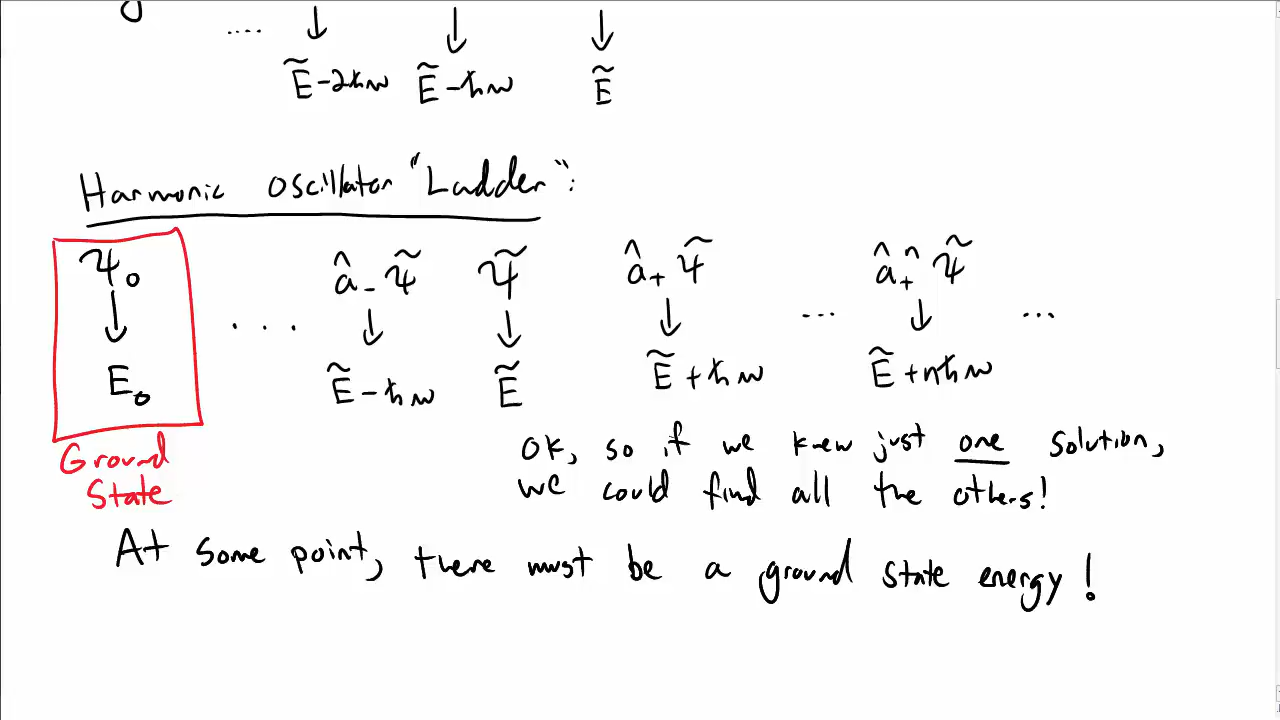 .... ↓ ↓ ↓
Ẽ-2ħω Ẽ-ħω Ẽ
Harmonic Oscillator "Ladder":
ψ₀ â₋ψ̃ ψ̃ â₊ψ̃ â₊ⁿψ̃
↓ ... ↓ ↓ ↓ ... ↓ ...
E₀ Ẽ-ħω Ẽ Ẽ+ħω Ẽ+nħω
Ground
State
OK, so if we knew just one solution,
we could find all the others!
At some point, there must be a ground state energy!